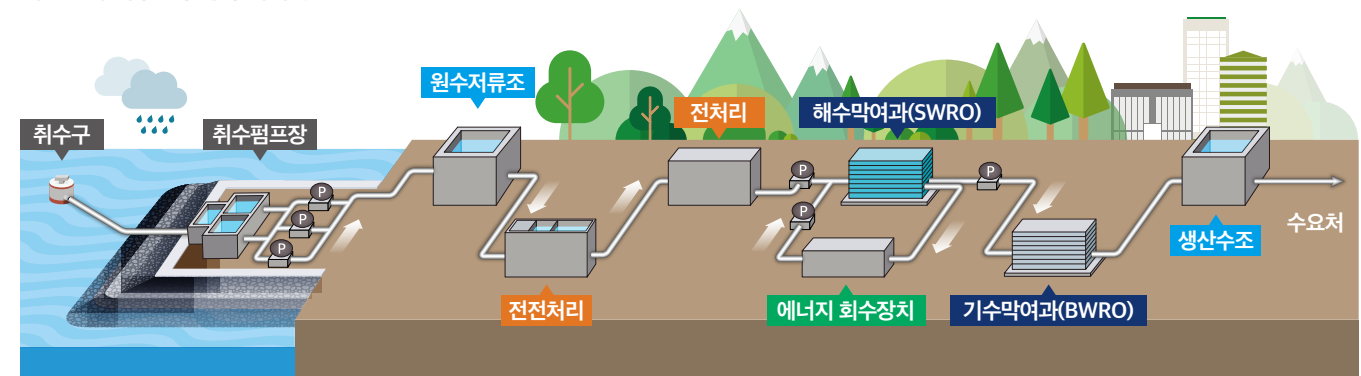 취수구
취수펌프장
원수저류조
전처리
해수막여과(SWRO)
P
P
P
P
P
P
수요처
생산수조
전전처리
에너지 회수장치
기수막여과(BWRO)